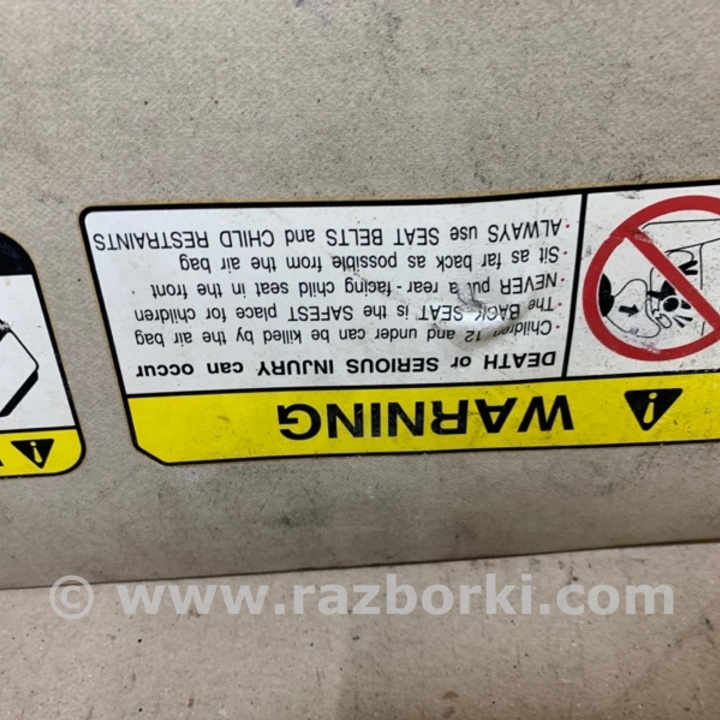 WARNING
DEATH or SERIOUS INJURY can occur
· Children 12 and under can be killed by the air bag
· The BACK SEAT is the SAFEST place for children
· NEVER put a rear-facing child seat in the front
· Sit as far back as possible from the air bag
· ALWAYS use SEAT BELTS and CHILD RESTRAINTS
© www.razborki.com